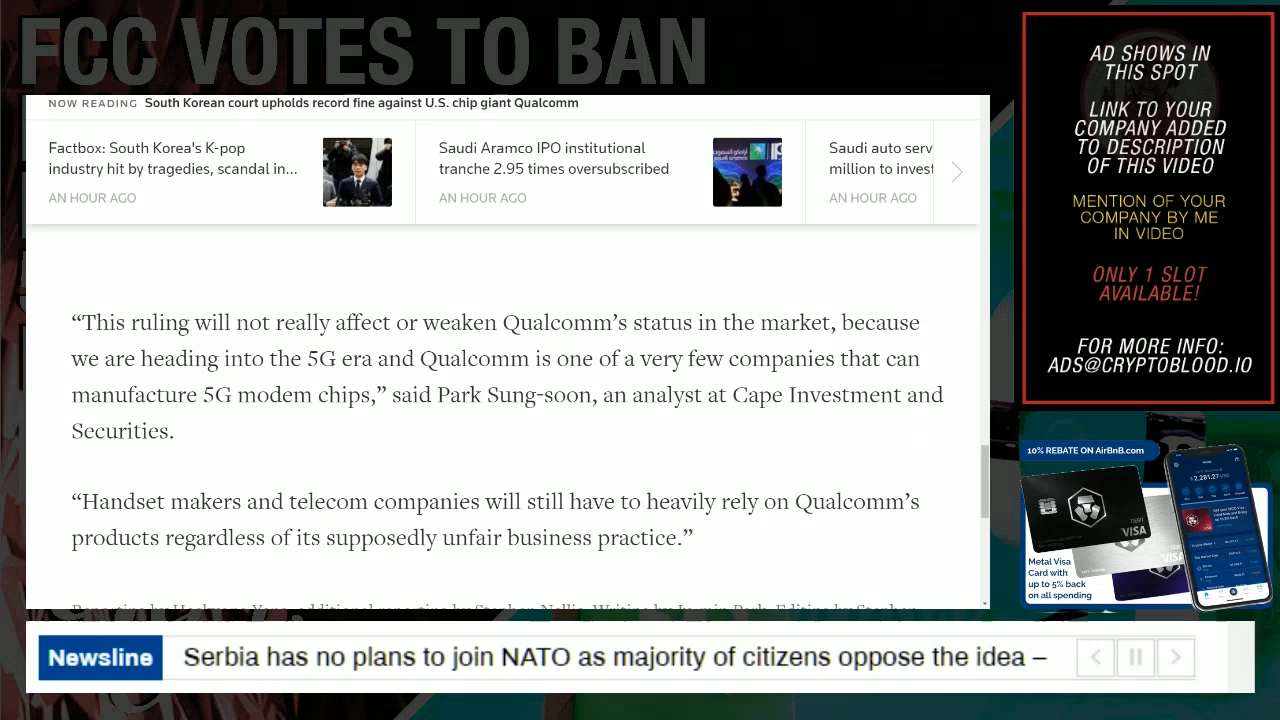 FCC VOTES TO BAN
NOW READING South Korean court upholds record fine against U.S. chip giant Qualcomm
Factbox: South Korea's K-pop
industry hit by tragedies, scandal in...
AN HOUR AGO
Saudi Aramco IPO institutional
tranche 2.95 times oversubscribed
AN HOUR AGO
Saudi auto serv
million to invest
AN HOUR AGO
“This ruling will not really affect or weaken Qualcomm’s status in the market, because
we are heading into the 5G era and Qualcomm is one of a very few companies that can
manufacture 5G modem chips,” said Park Sung-soon, an analyst at Cape Investment and
Securities.
“Handset makers and telecom companies will still have to heavily rely on Qualcomm’s
products regardless of its supposedly unfair business practice.”
Newsline Serbia has no plans to join NATO as majority of citizens oppose the idea –
AD SHOWS IN
THIS SPOT
LINK TO YOUR
COMPANY ADDED
TO DESCRIPTION
OF THIS VIDEO
MENTION OF YOUR
COMPANY BY ME
IN VIDEO
ONLY 1 SLOT
AVAILABLE!
FOR MORE INFO:
ADS@CRYPTOBLOOD.IO
10% REBATE ON AirBnB.com
$2,281.27
DEBIT
VISA
VISA
Metal Visa
Card with
up to 5% back
on all spending